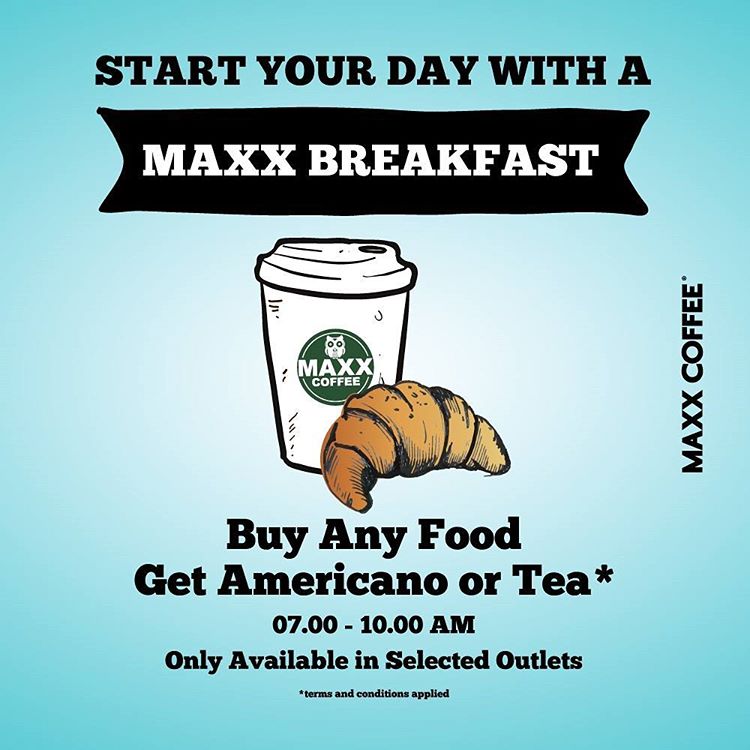 START YOUR DAY WITH A
MAXX BREAKFAST
MAXX
COFFEE
MAXX COFFEE®
Buy Any Food
Get Americano or Tea*
07.00 - 10.00 AM
Only Available in Selected Outlets
*terms and conditions applied